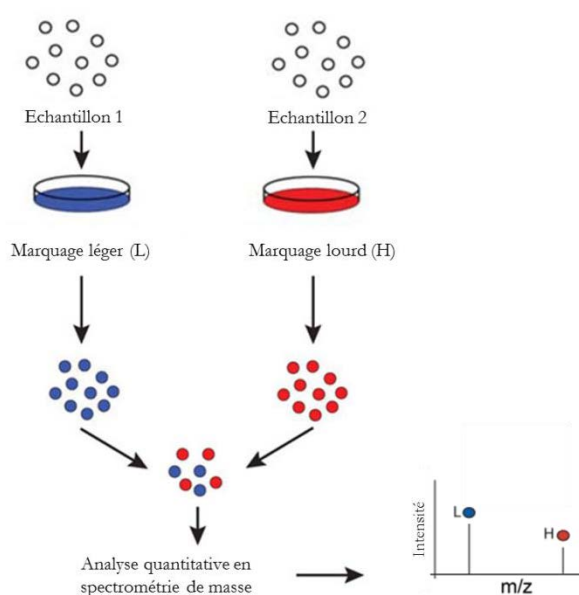 Echantillon 1
Echantillon 2
Marquage léger (L)
Marquage lourd (H)
Analyse quantitative en
spectrométrie de masse
Intensité
L
H
m/z